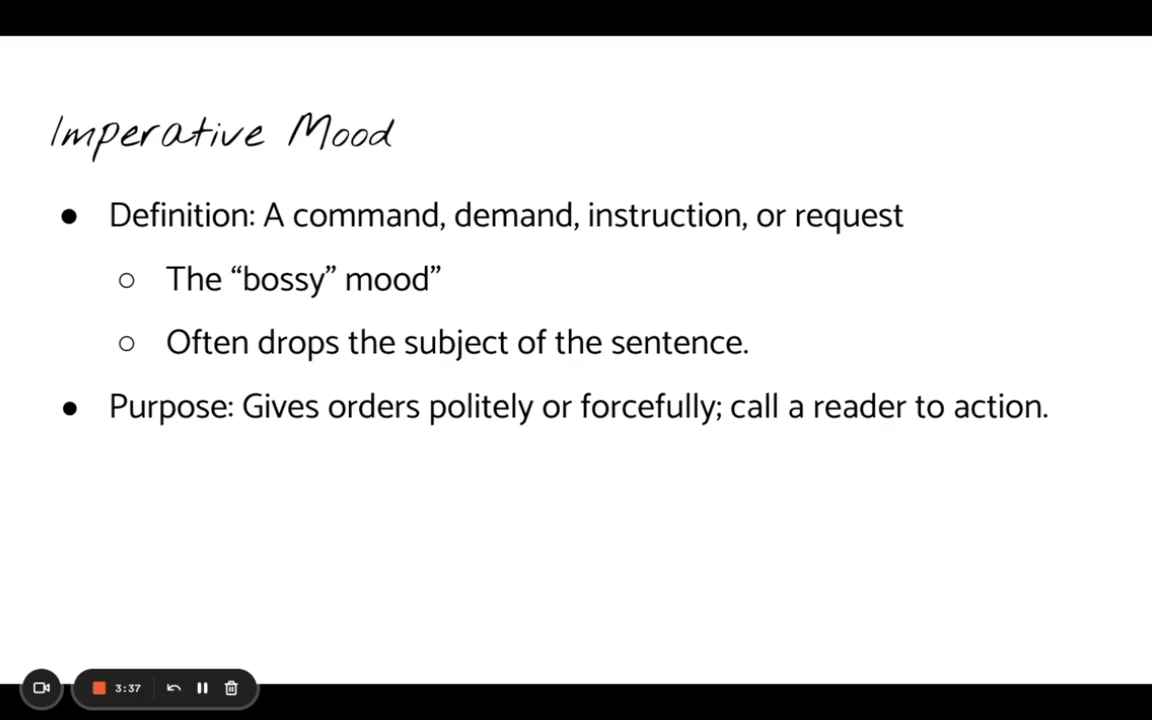 Imperative Mood
● Definition: A command, demand, instruction, or request
○ The “bossy” mood”
○ Often drops the subject of the sentence.
● Purpose: Gives orders politely or forcefully; call a reader to action.
3:37